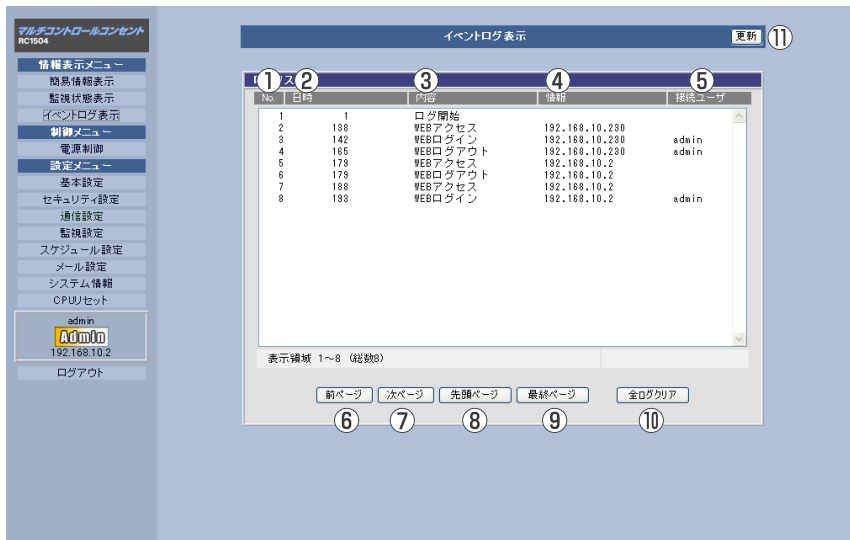 マルチコントロールコンセント
RC1504
情報表示メニュー
簡易情報表示
監視状態表示
イベントログ表示
制御メニュー
電源制御
設定メニュー
基本設定
セキュリティ設定
通信設定
監視設定
スケジュール設定
メール設定
システム情報
CPUリセット
admin
Admin
192.168.10.2
ログアウト
イベントログ表示 更新 ⑪
① ② ③ ④ ⑤
No. 日時 内容 情報 接続ユーザ
1 1 ログ開始
2 138 WEBアクセス 192.168.10.230
3 142 WEBログイン 192.168.10.230 admin
4 165 WEBログアウト 192.168.10.230 admin
5 179 WEBアクセス 192.168.10.2
6 179 WEBログアウト 192.168.10.2
7 188 WEBアクセス 192.168.10.2
8 193 WEBログイン 192.168.10.2 admin
表示領域 1～8 (総数8)
前ページ 次ページ 先頭ページ 最終ページ 全ログクリア
⑥ ⑦ ⑧ ⑨ ⑩